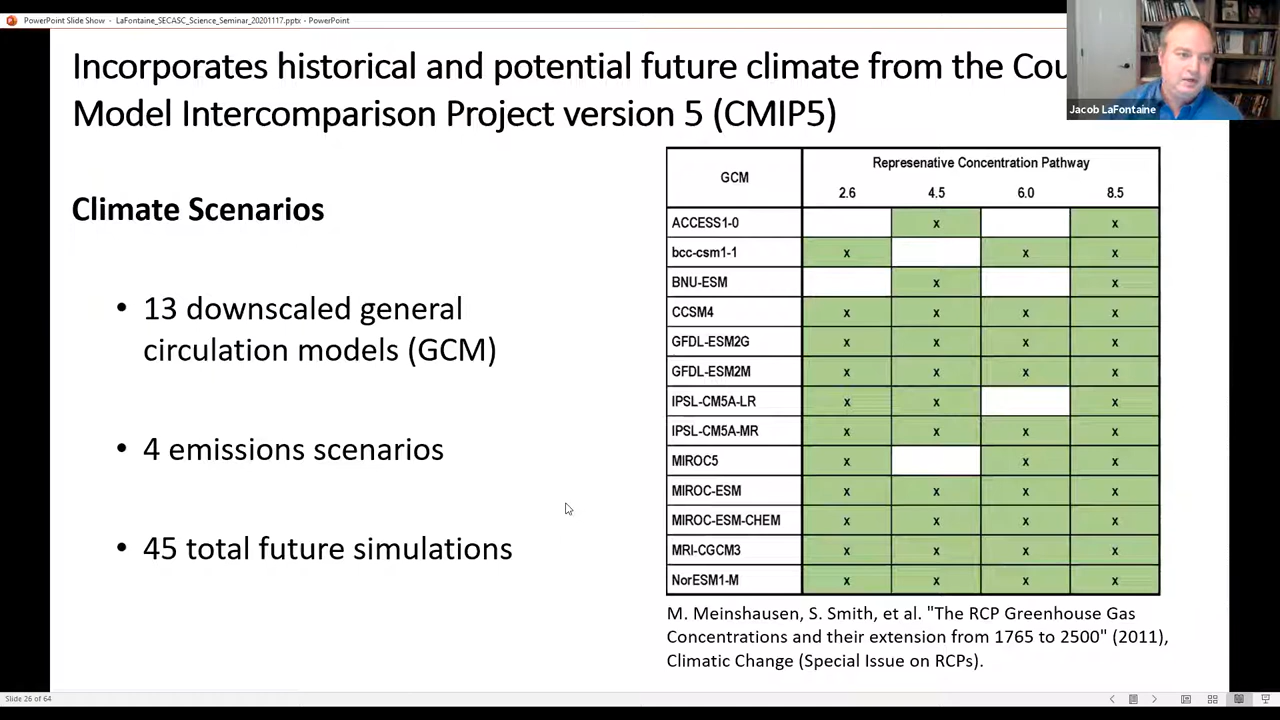 PowerPoint Slide Show - LaFontaine_SECASC_Science_Seminar_20201117.pptx - PowerPoint
Incorporates historical and potential future climate from the Cou
Model Intercomparison Project version 5 (CMIP5)
Jacob LaFontaine
Climate Scenarios
• 13 downscaled general
circulation models (GCM)
• 4 emissions scenarios
• 45 total future simulations
GCM Represenative Concentration Pathway
2.6 4.5 6.0 8.5
ACCESS1-0 x x
bcc-csm1-1 x x x
BNU-ESM x x
CCSM4 x x x x
GFDL-ESM2G x x x x
GFDL-ESM2M x x x x
IPSL-CM5A-LR x x x
IPSL-CM5A-MR x x x x
MIROC5 x x x
MIROC-ESM x x x x
MIROC-ESM-CHEM x x x x
MRI-CGCM3 x x x x
NorESM1-M x x x x
M. Meinshausen, S. Smith, et al. "The RCP Greenhouse Gas
Concentrations and their extension from 1765 to 2500" (2011),
Climatic Change (Special Issue on RCPs).
Slide 26 of 64